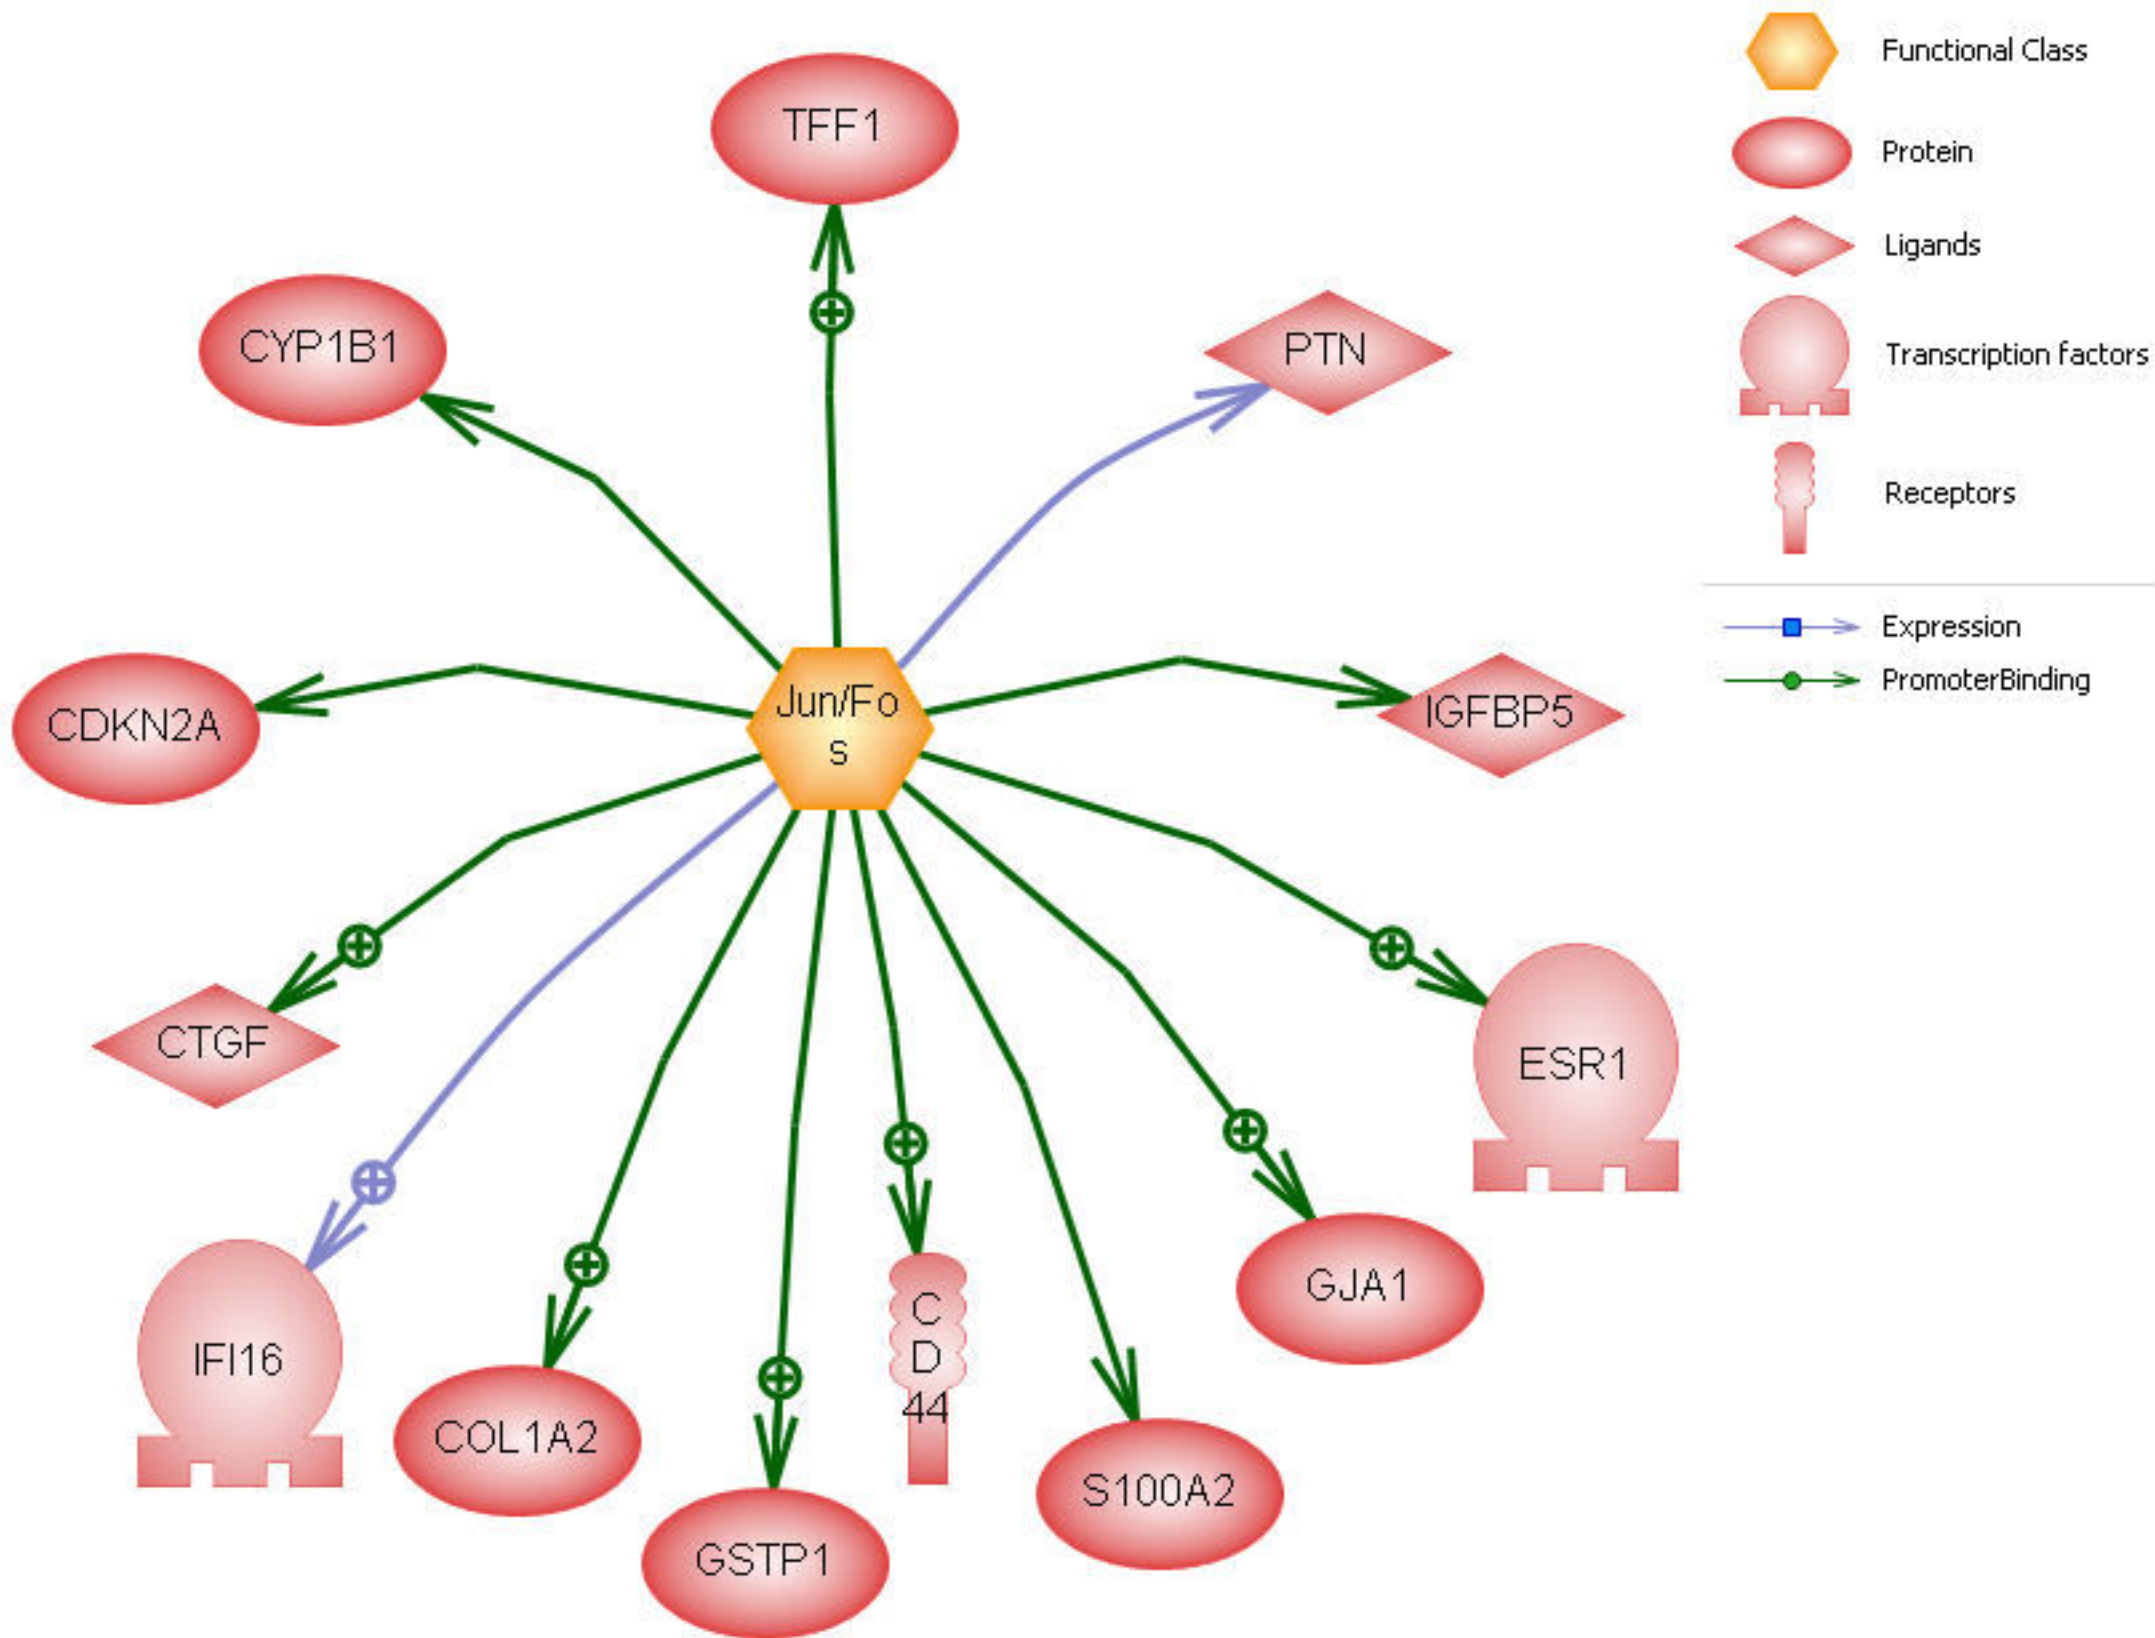 TFF1
CYP1B1
PTN
CDKN2A
Jun/Fo
s
IGFBP5
CTGF
ESR1
IFI16
COL1A2
GSTP1
C
D
44
S100A2
GJA1
Functional Class
Protein
Ligands
Transcription factors
Receptors
Expression
PromoterBinding